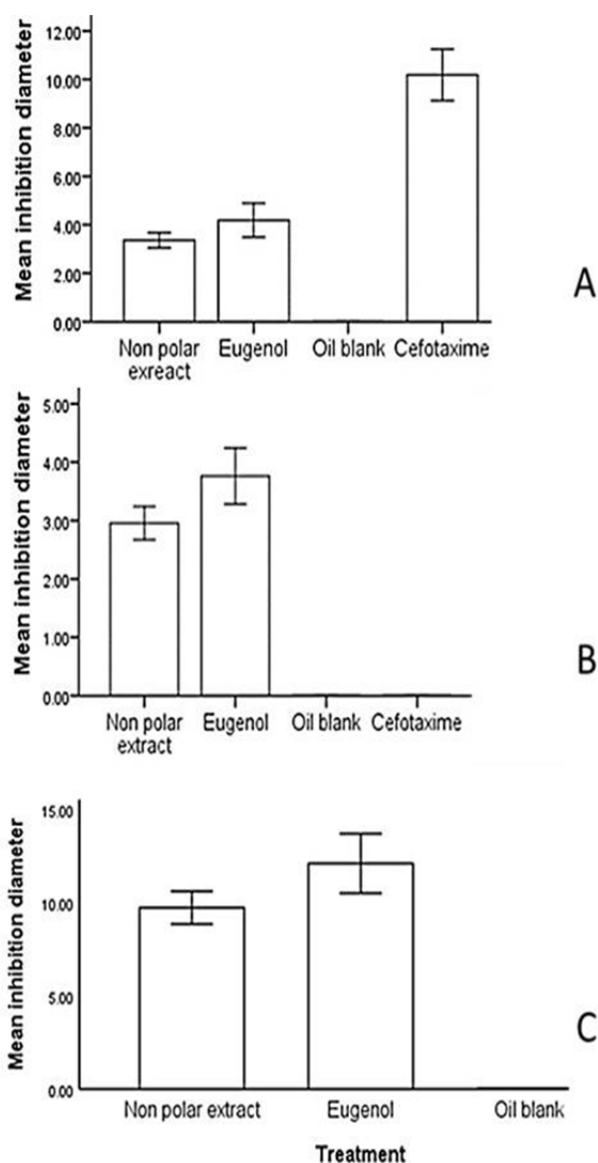 Mean inhibition diameter
12.00
10.00
8.00
6.00
4.00
2.00
0.00
Non polar
exreact
Eugenol
Oil blank
Cefotaxime
A
Mean inhibition diameter
5.00
4.00
3.00
2.00
1.00
0.00
Non polar
extract
Eugenol
Oil blank
Cefotaxime
B
Mean inhibition diameter
15.00
10.00
5.00
0.00
Non polar extract
Eugenol
Oil blank
C
Treatment